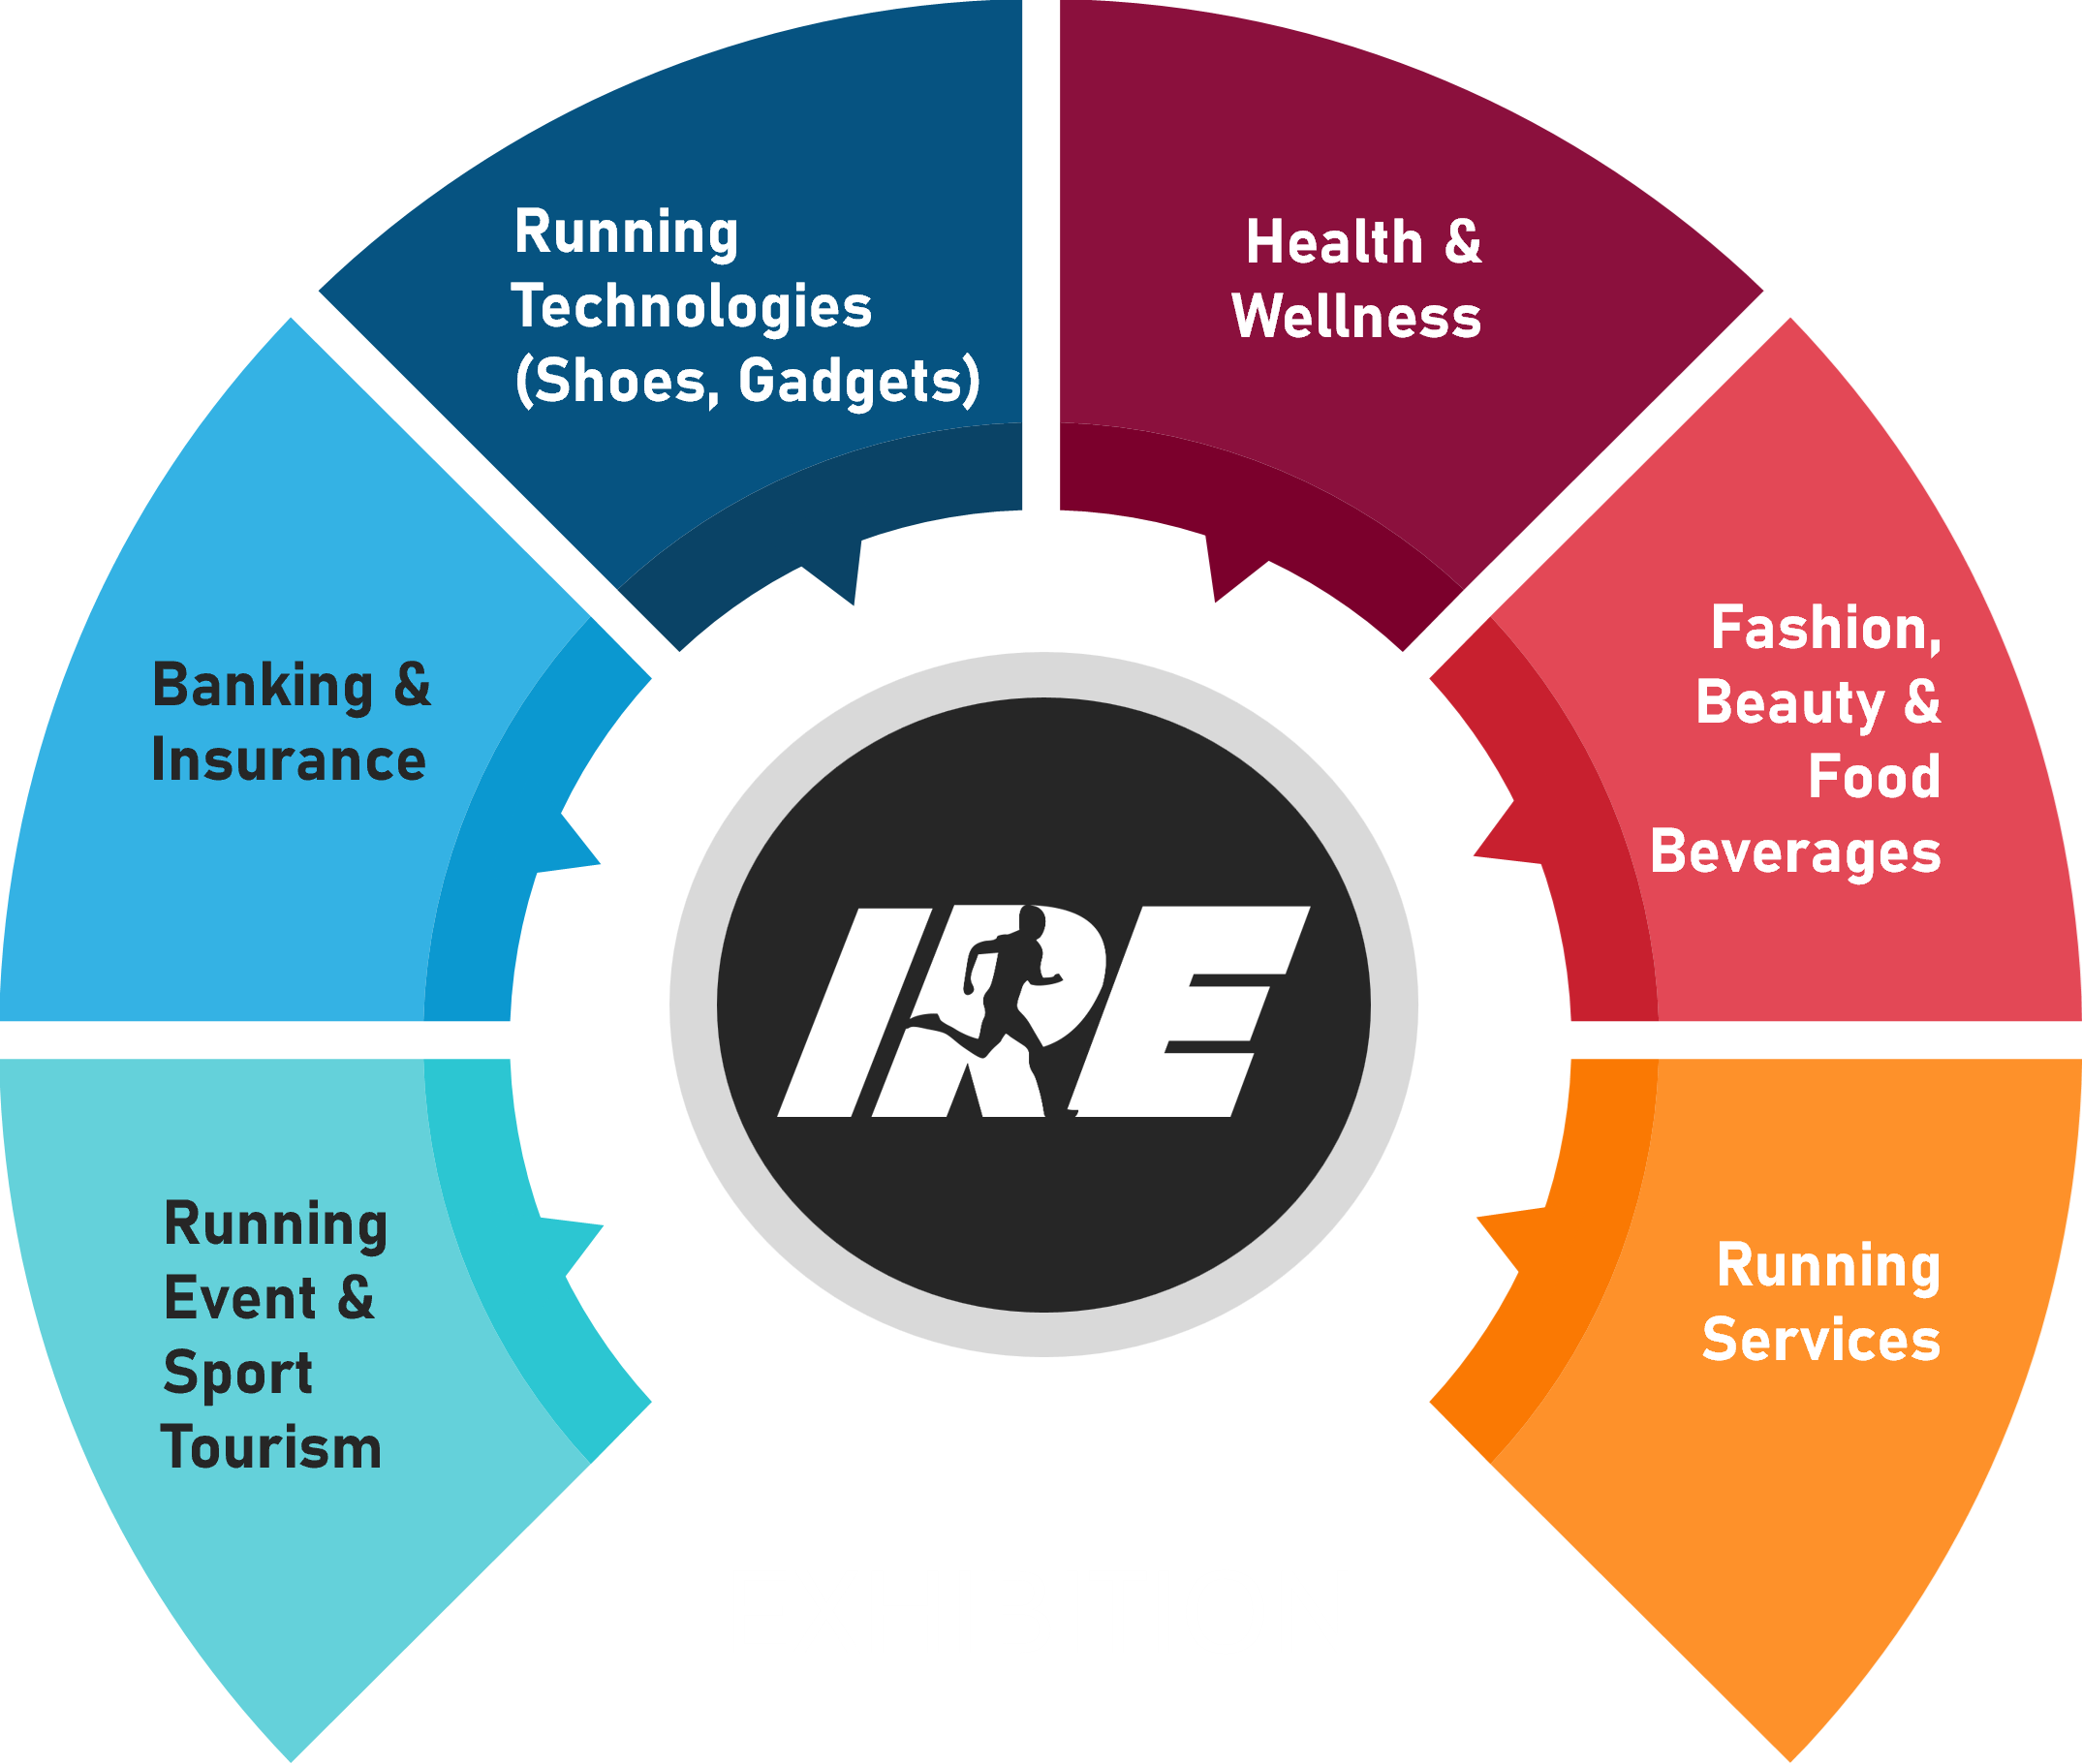 Running
Technologies
(Shoes, Gadgets)
Health &
Wellness
Banking &
Insurance
Fashion,
Beauty &
Food
Beverages
IRE
Running
Event &
Sport
Tourism
Running
Services